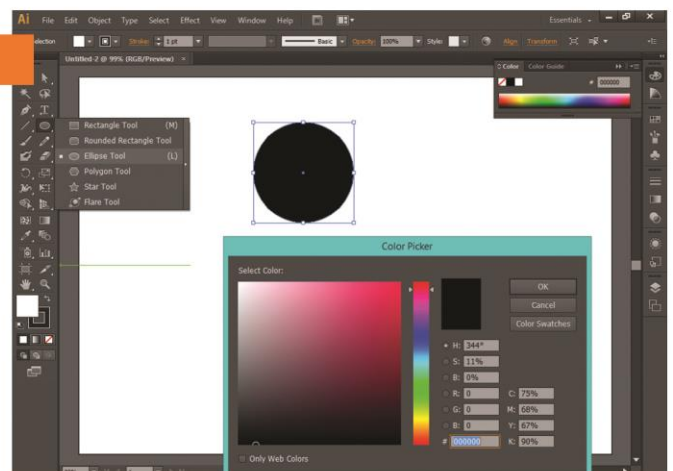 Ai File Edit Object Type Select Effect View Window Help Essentials
Stroke: 1 pt Basic Opacity: 100% Style: Align Transform
Untitled-2 @ 99% (RGB/Preview) ×
Color Color Guide
# 000000
Rectangle Tool (M)
Rounded Rectangle Tool
Ellipse Tool (L)
Polygon Tool
Star Tool
Flare Tool
Color Picker
Select Color:
OK
Cancel
Color Swatches
H: 344°
S: 11%
B: 0%
R: 0 C: 75%
G: 0 M: 68%
B: 0 Y: 67%
# 000000 K: 90%
Only Web Colors